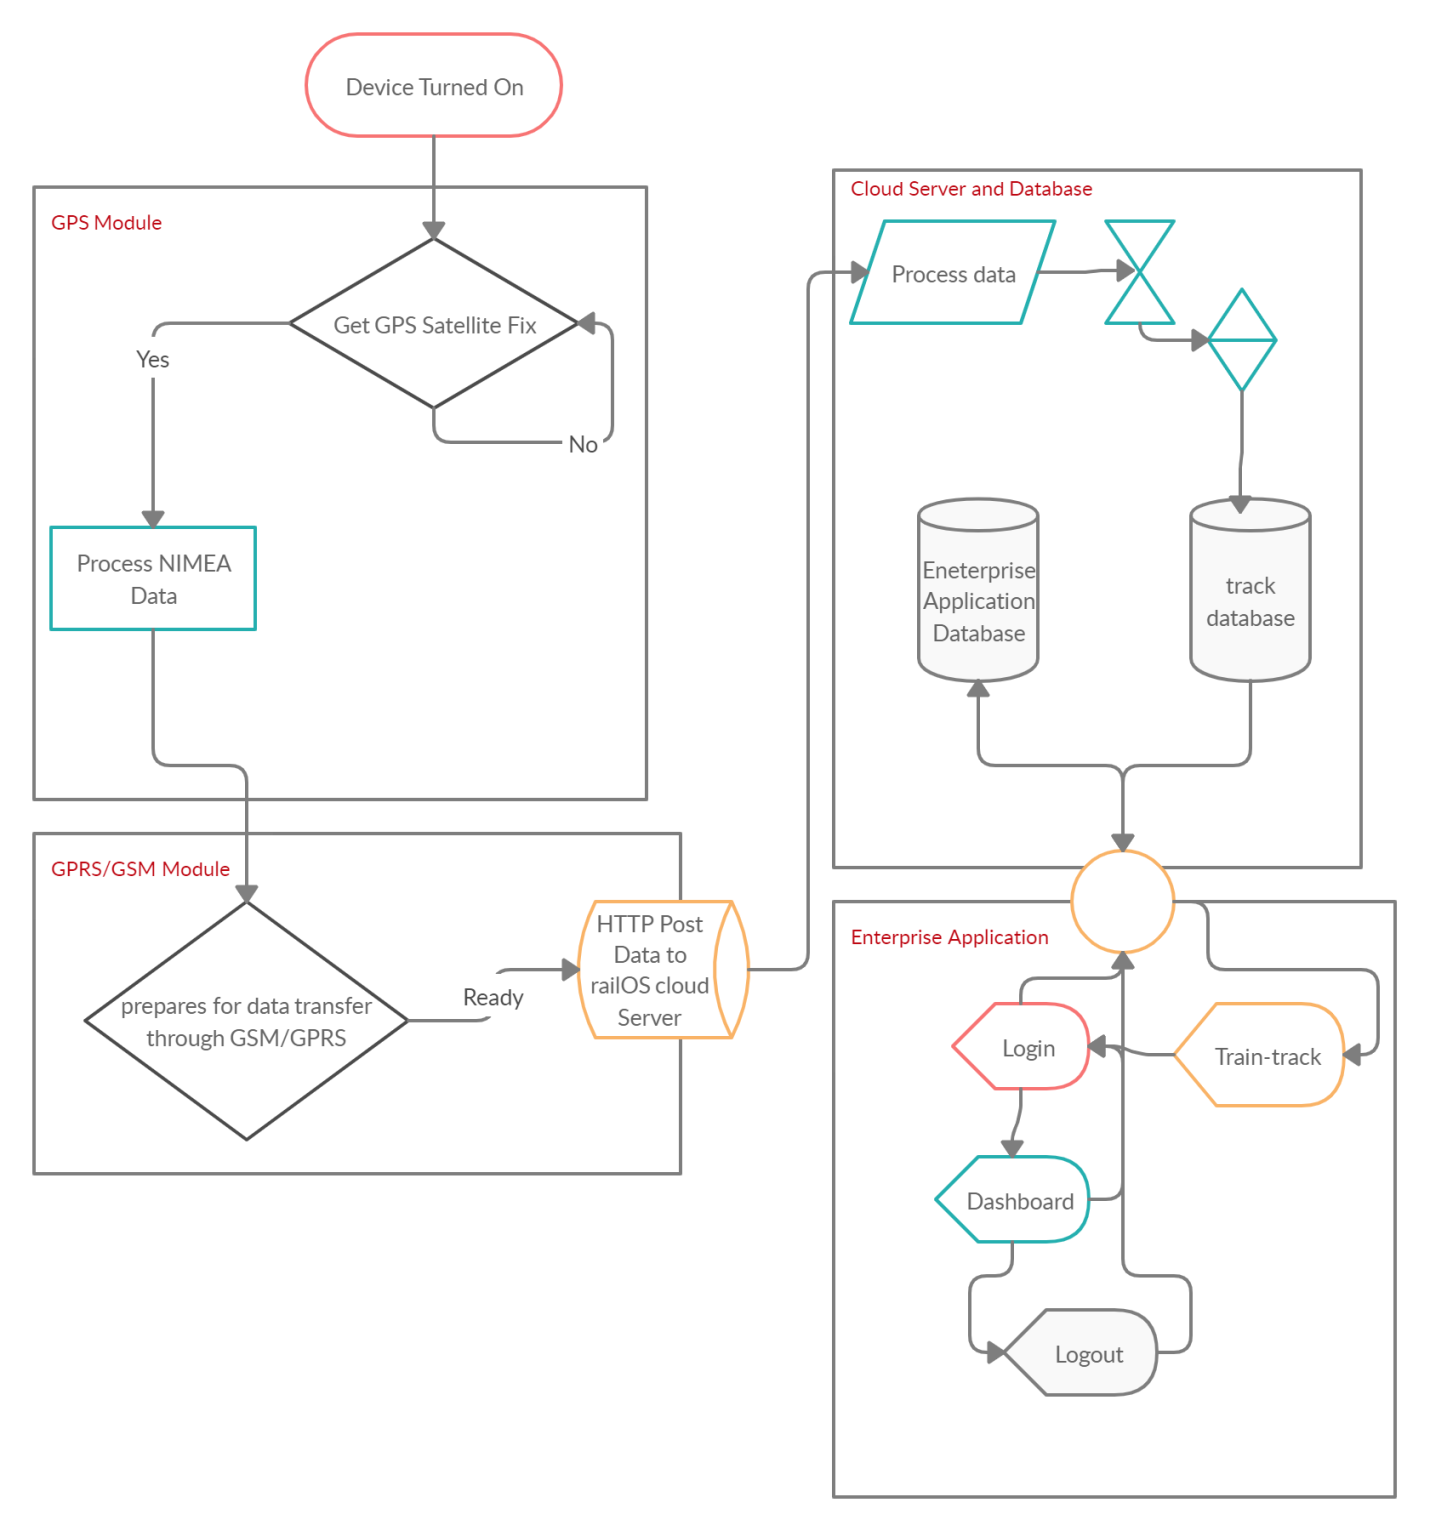 Device Turned On
GPS Module
Get GPS Satellite Fix
Yes
No
Process NIMEA
Data
GPRS/GSM Module
prepares for data transfer
through GSM/GPRS
Ready
HTTP Post
Data to
railOS cloud
Server
Cloud Server and Database
Process data
Eneterprise
Application
Database
track
database
Enterprise Application
Login
Train-track
Dashboard
Logout